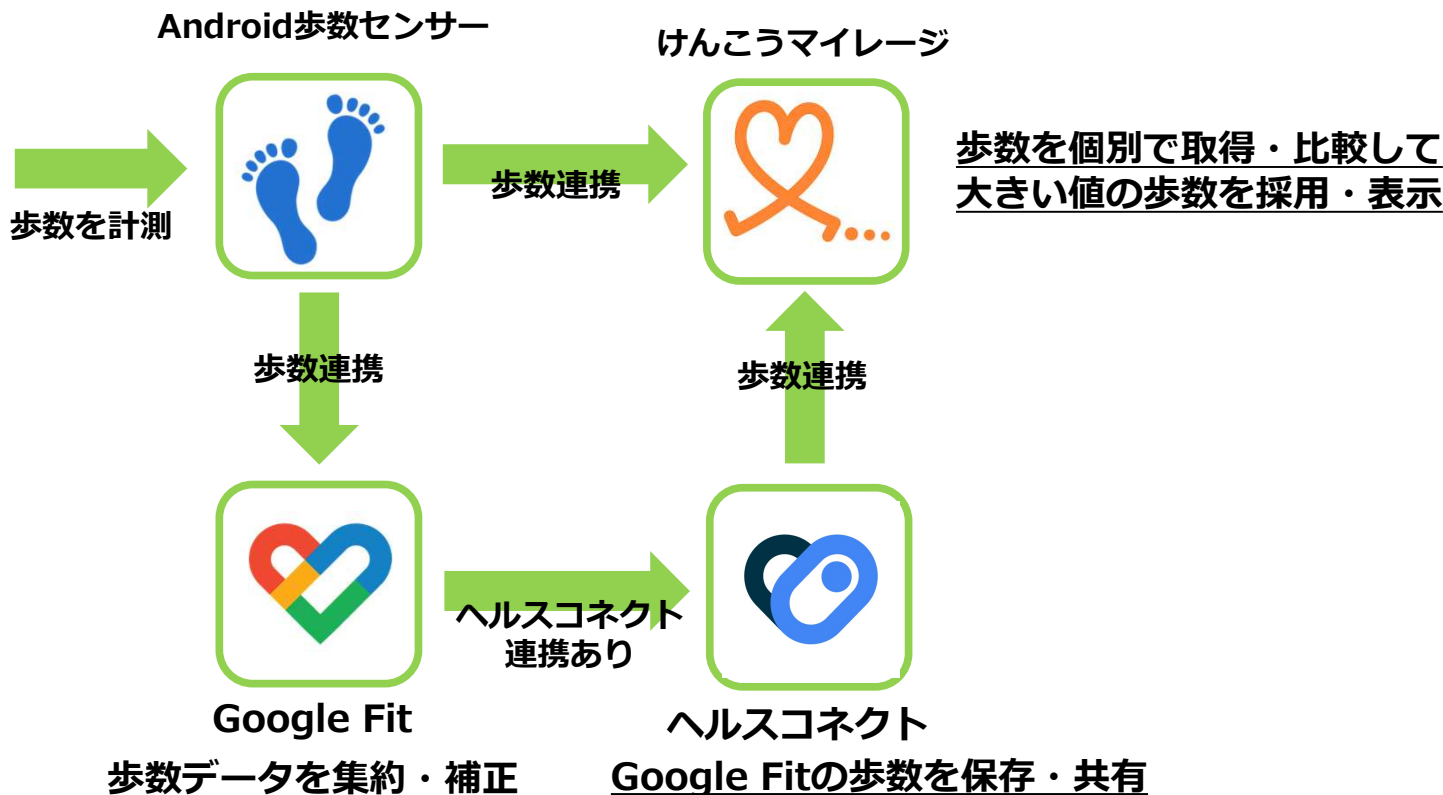 Android歩数センサー
けんこうマイレージ
歩数を計測
歩数連携
歩数を個別で取得・比較して
大きい値の歩数を採用・表示
歩数連携
歩数連携
ヘルスコネクト
連携あり
Google Fit
ヘルスコネクト
歩数データを集約・補正
Google Fitの歩数を保存・共有